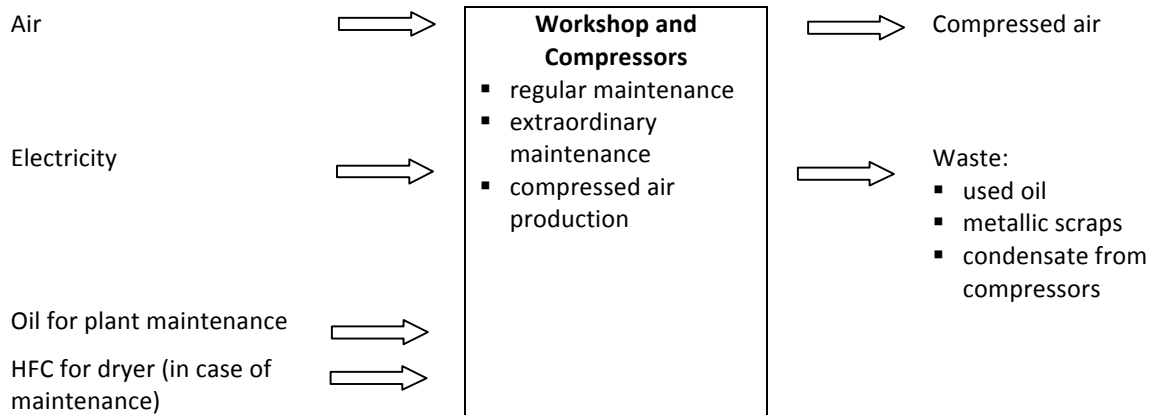 Air
Electricity
Oil for plant maintenance
HFC for dryer (in case of
maintenance)
Workshop and
Compressors
▪ regular maintenance
▪ extraordinary
maintenance
▪ compressed air
production
Compressed air
Waste:
▪ used oil
▪ metallic scraps
▪ condensate from
compressors